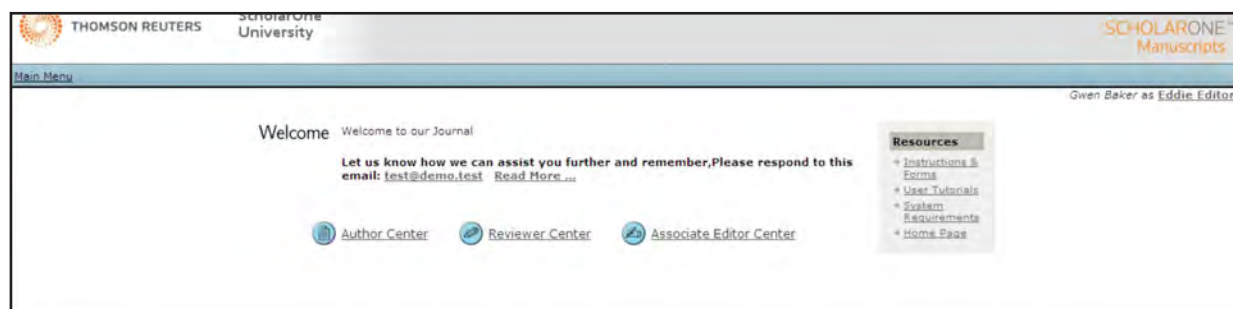 THOMSON REUTERS
ScholarOne
University
SCHOLARONE™
Manuscripts
Main Menu
Gwen Baker as Eddie Editor
Welcome
Welcome to our Journal
Let us know how we can assist you further and remember,Please respond to this
email: test@demo.test Read More ...
Author Center
Reviewer Center
Associate Editor Center
Resources
Instructions &
Forms
User Tutorials
System
Requirements
Home Page